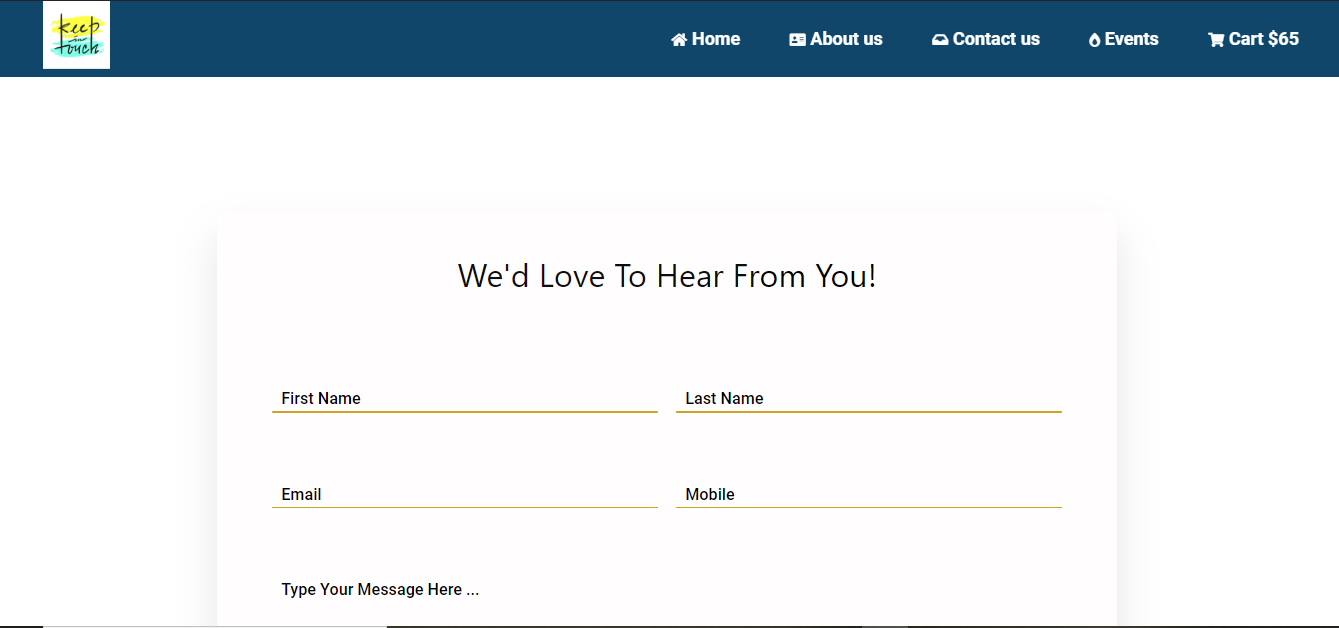 keep
in
touch
Home About us Contact us Events Cart $65
We'd Love To Hear From You!
First Name Last Name
Email Mobile
Type Your Message Here ...